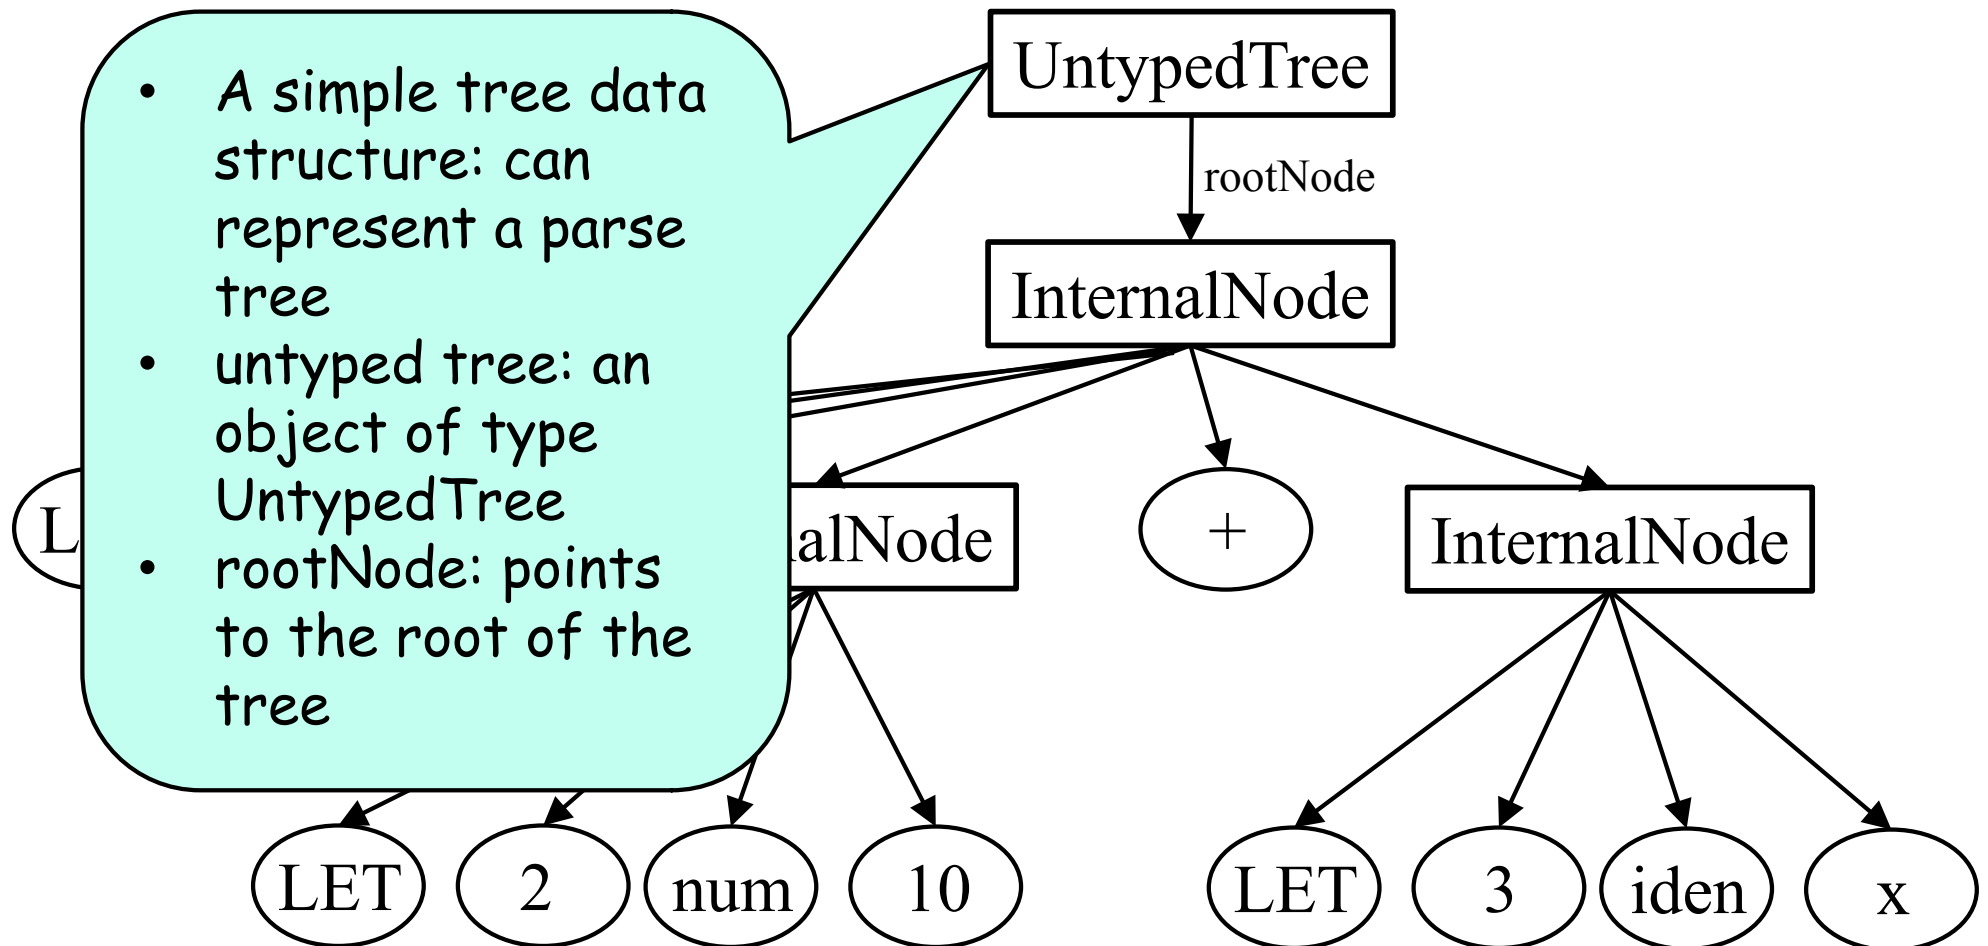 UntypedTree
rootNode
InternalNode
• A simple tree data
structure: can
represent a parse
tree
• untyped tree: an
object of type
UntypedTree
• rootNode: points
to the root of the
tree
L
alNode
+
InternalNode
LET 2 num 10 LET 3 iden x